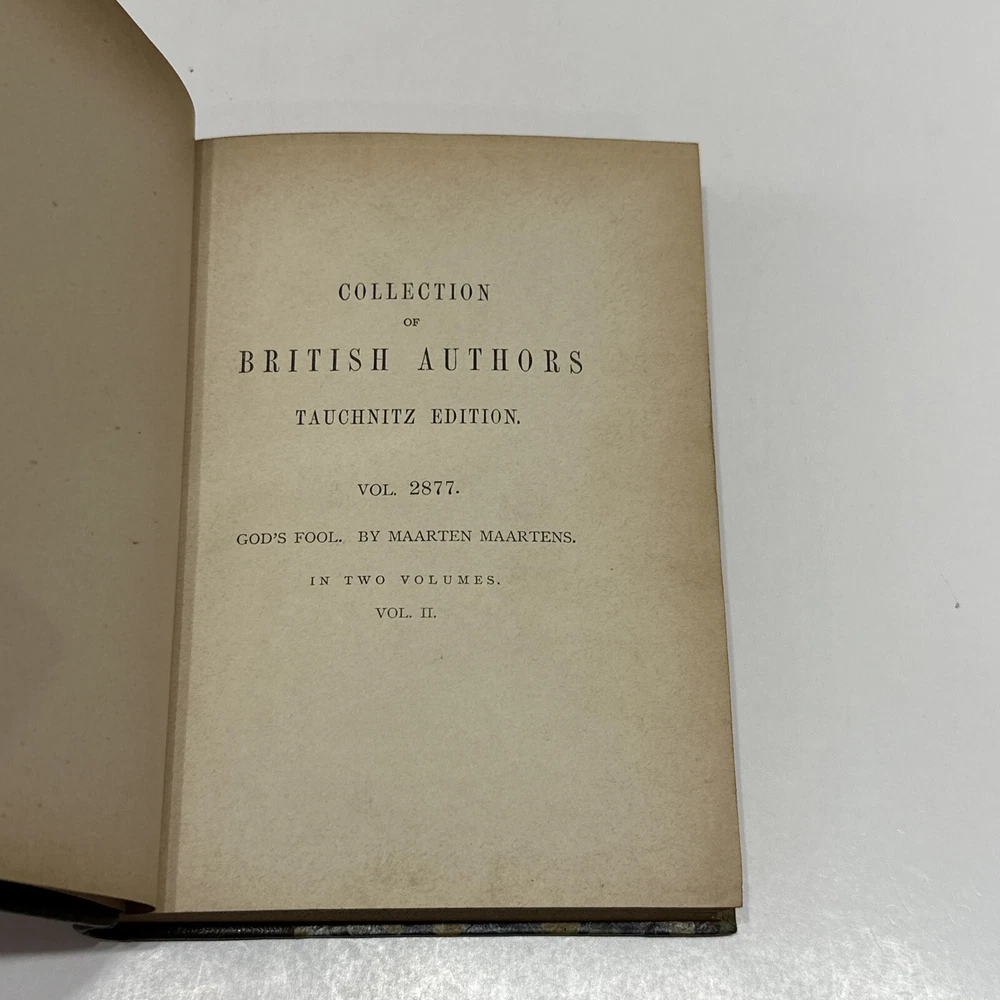 COLLECTION
OF
BRITISH AUTHORS
TAUCHNITZ EDITION.
VOL. 2877.
GOD'S FOOL. BY MAARTEN MAARTENS.
IN TWO VOLUMES.
VOL. II.